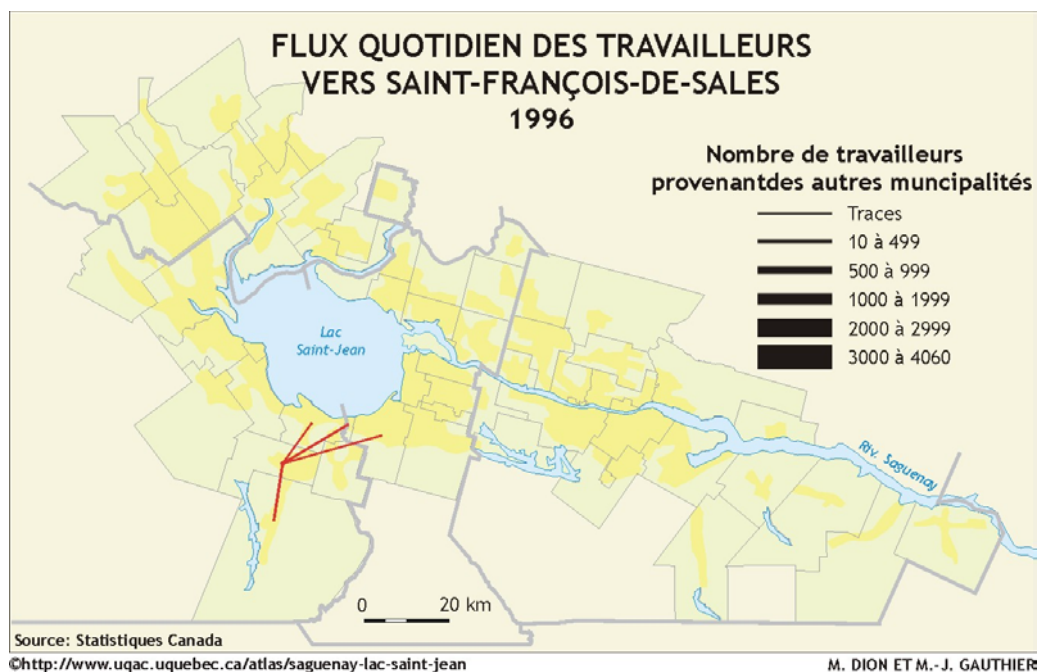 FLUX QUOTIDIEN DES TRAVAILLEURS
VERS SAINT-FRANÇOIS-DE-SALES
1996
Nombre de travailleurs
provenantdes autres muncipalités
Traces
10 à 499
500 à 999
1000 à 1999
2000 à 2999
3000 à 4060
Lac
Saint-Jean
Riv. Saguenay
0 20 km
Source: Statistiques Canada
©http://www.uqac.uquebec.ca/atlas/saguenay-lac-saint-jean
M. DION ET M.-J. GAUTHIER